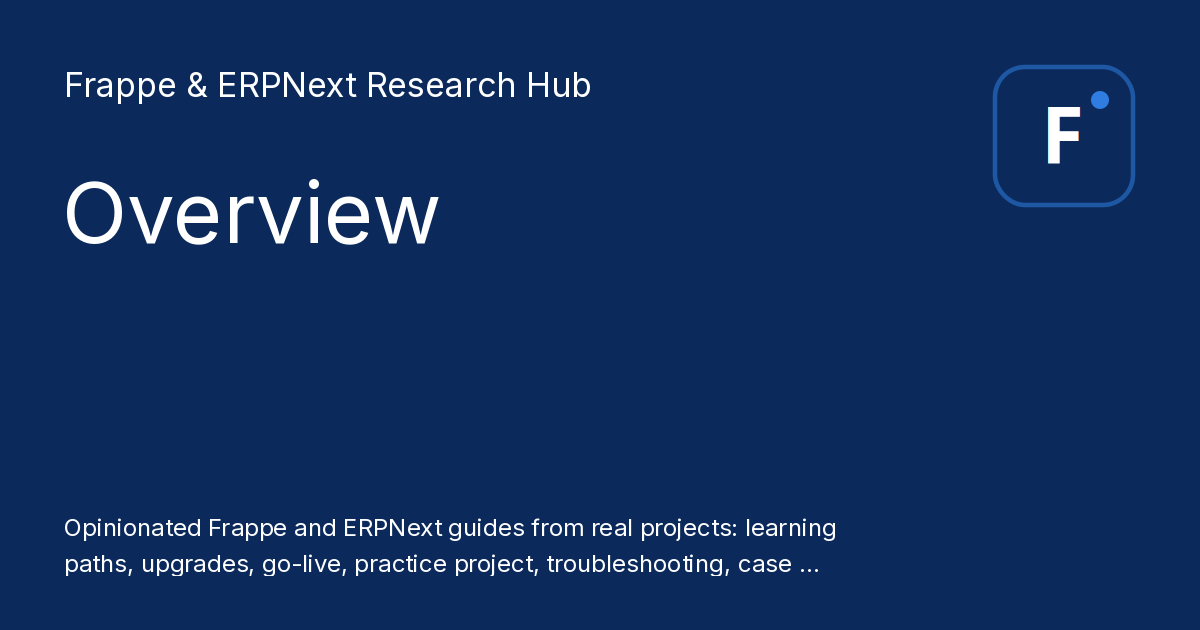 Frappe & ERPNext Research Hub
F
Overview
Opinionated Frappe and ERPNext guides from real projects: learning
paths, upgrades, go-live, practice project, troubleshooting, case ...